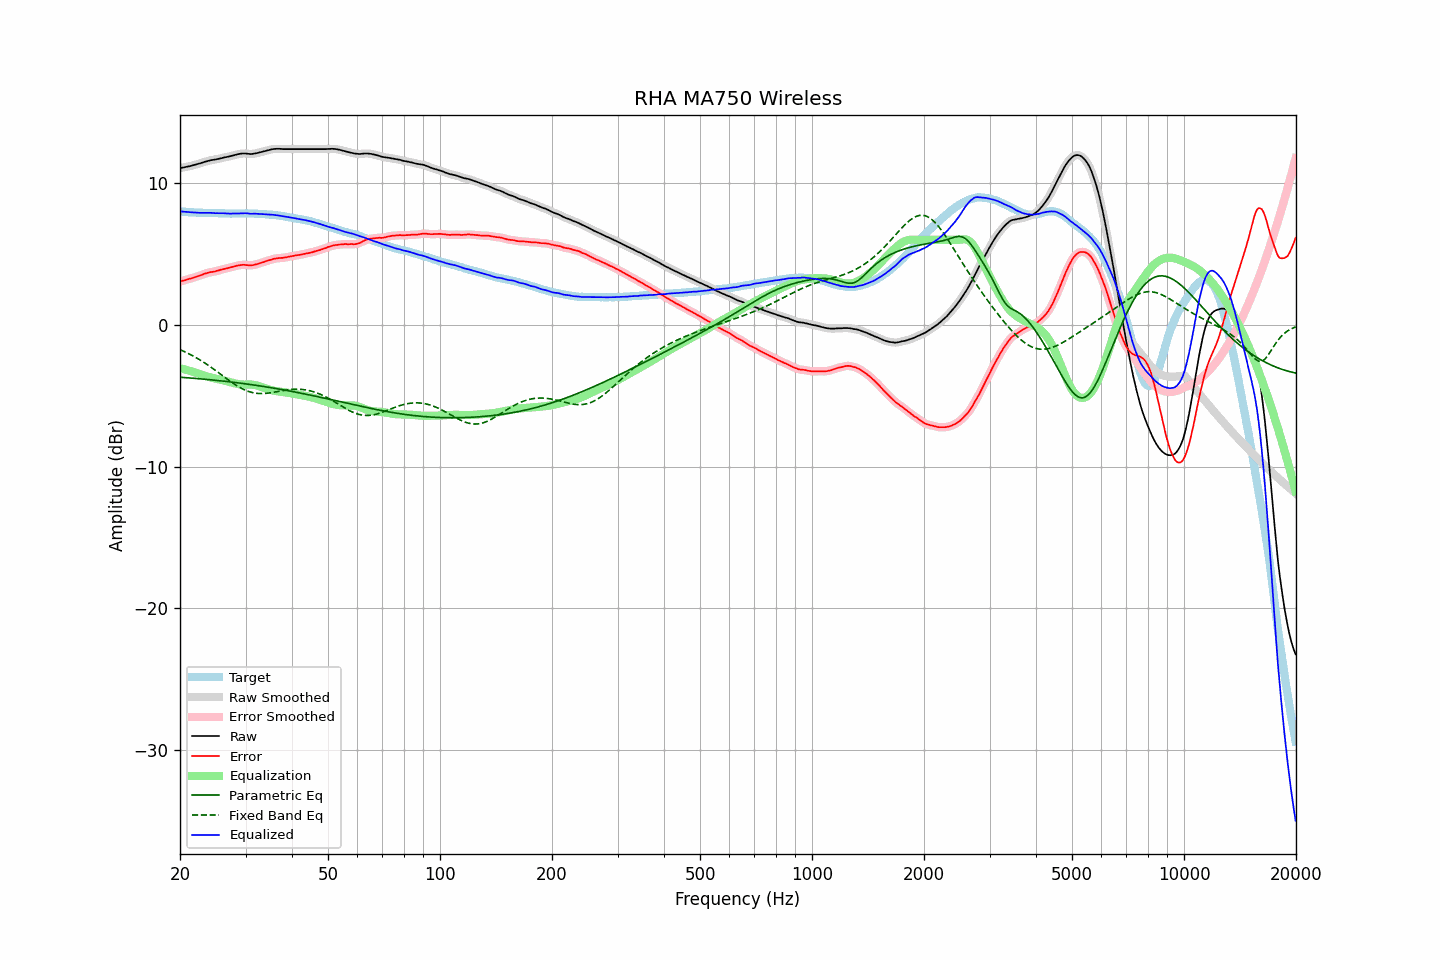 RHA MA750 Wireless
Amplitude (dBr)
10
0
−10
−20
−30
Target
Raw Smoothed
Error Smoothed
Raw
Error
Equalization
Parametric Eq
Fixed Band Eq
Equalized
20 50 100 200 500 1000 2000 5000 10000 20000
Frequency (Hz)